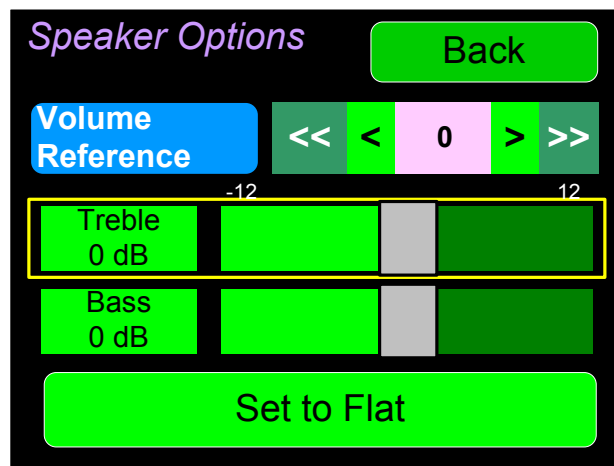 Speaker Options
Back
Volume
Reference
<< < 0 > >>
-12 12
Treble
0 dB
Bass
0 dB
Set to Flat